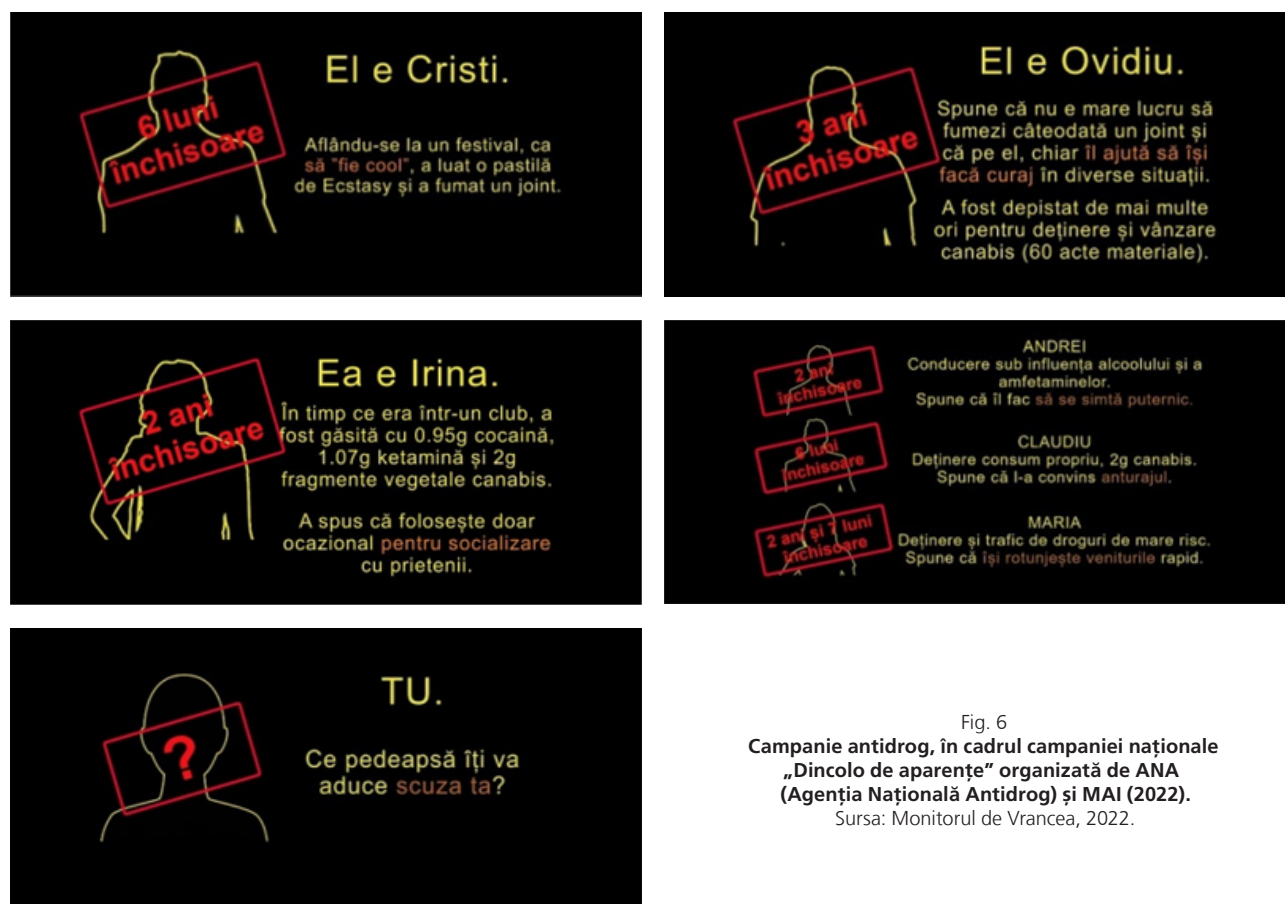 El e Cristi.
6 luni
închisoare
Aflându-se la un festival, ca
să "fie cool", a luat o pastilă
de Ecstasy și a fumat un joint.
El e Ovidiu.
3 ani
închisoare
Spune că nu e mare lucru să
fumezi câteodată un joint și
că pe el, chiar îl ajută să își
facă curaj în diverse situații.
A fost depistat de mai multe
ori pentru deținere și vânzare
canabis (60 acte materiale).
Ea e Irina.
2 ani
închisoare
În timp ce era într-un club, a
fost găsită cu 0.95g cocaină,
1.07g ketamină și 2g
fragmente vegetale canabis.
A spus că folosește doar
ocazional pentru socializare
cu prietenii.
2 ani
închisoare
ANDREI
Conducere sub influența alcoolului și a
amfetaminelor.
Spune că îl fac să se simtă puternic.
6 luni
închisoare
CLAUDIU
Deținere consum propriu, 2g canabis.
Spune că l-a convins anturajul.
2 ani și 7 luni
închisoare
MARIA
Deținere și trafic de droguri de mare risc.
Spune că își rotunjește veniturile rapid.
TU.
?
Ce pedeapsă îți va
aduce scuza ta?
Fig. 6
Campanie antidrog, în cadrul campaniei naționale
„Dincolo de aparențe” organizată de ANA
(Agenția Națională Antidrog) și MAI (2022).
Sursa: Monitorul de Vrancea, 2022.